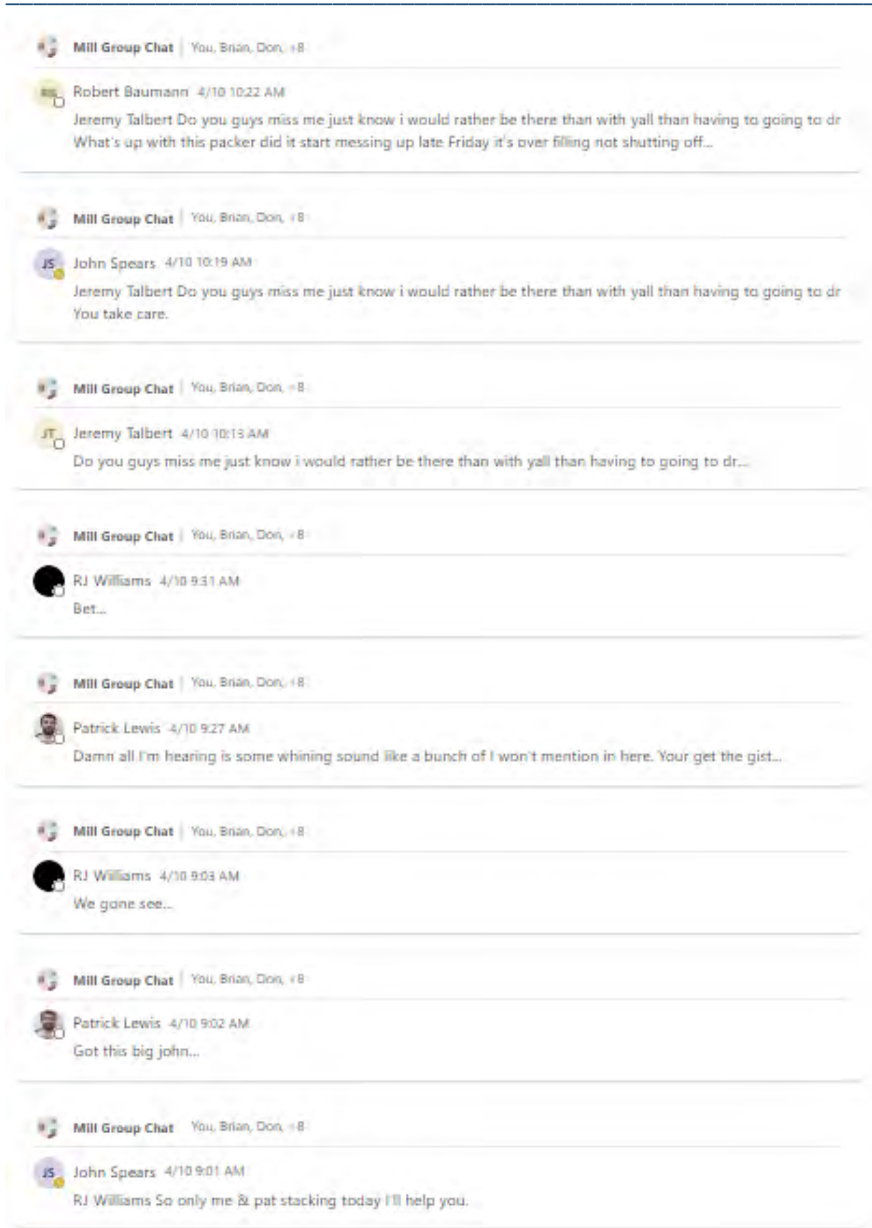 Mill Group Chat | You, Brian, Don, +8
Robert Baumann 4/10 10:22 AM
Jeremy Talbert Do you guys miss me just know i would rather be there than with yall than having to going to dr
What's up with this packer did it start messing up late Friday it's over filling not shutting off...
Mill Group Chat | You, Brian, Don, +8
JS John Spears 4/10 10:19 AM
Jeremy Talbert Do you guys miss me just know i would rather be there than with yall than having to going to dr
You take care.
Mill Group Chat | You, Brian, Don, +8
JT Jeremy Talbert 4/10 10:13 AM
Do you guys miss me just know i would rather be there than with yall than having to going to dr...
Mill Group Chat | You, Brian, Don, +8
RJ Williams 4/10 9:31 AM
Bet...
Mill Group Chat | You, Brian, Don, +8
Patrick Lewis 4/10 9:27 AM
Damn all I'm hearing is some whining sound like a bunch of I won't mention in here. Your get the gist...
Mill Group Chat | You, Brian, Don, +8
RJ Williams 4/10 9:03 AM
We gone see...
Mill Group Chat | You, Brian, Don, +8
Patrick Lewis 4/10 9:02 AM
Got this big john...
Mill Group Chat You, Brian, Don, +8
JS John Spears 4/10 9:01 AM
RJ Williams So only me & pat stacking today I'll help you.